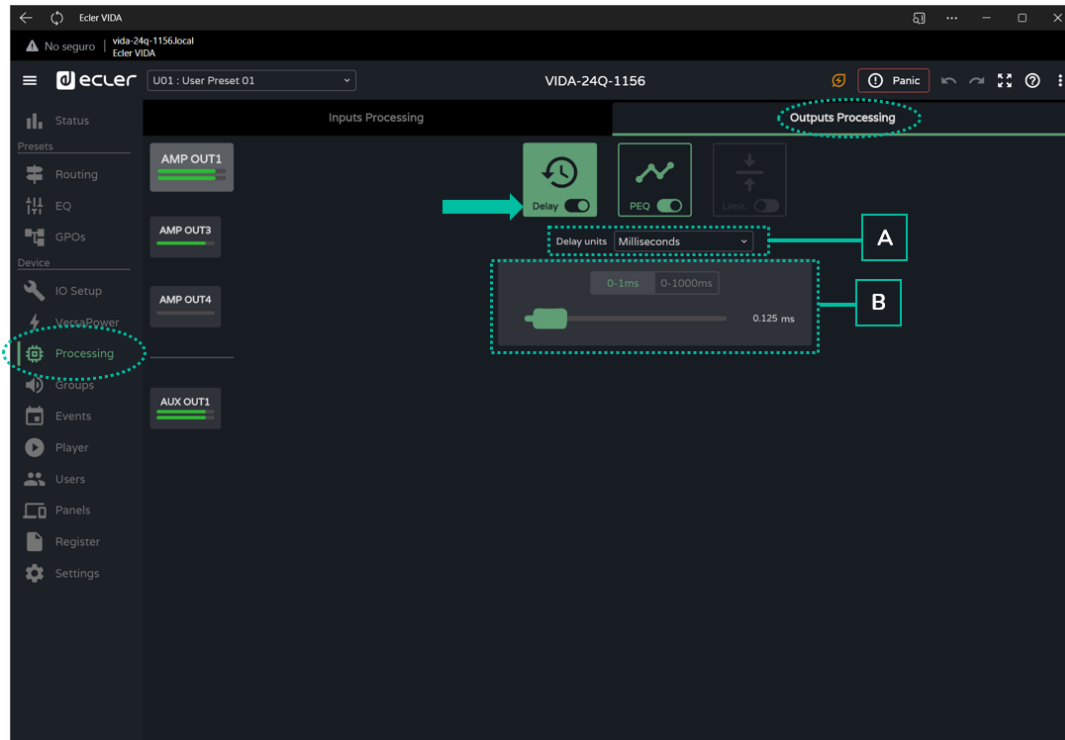 Ecler VIDA
No seguro
vida-24q-1156.local
Ecler VIDA
ecler
U01 : User Preset 01
VIDA-24Q-1156
Panic
Status
Presets
Routing
EQ
GPOs
Device
IO Setup
VersaPower
Processing
Groups
Events
Player
Users
Panels
Register
Settings
Inputs Processing
Outputs Processing
AMP OUT1
AMP OUT3
AMP OUT4
AUX OUT1
Delay
PEQ
Limit.
Delay units
Milliseconds
A
0-1ms
0-1000ms
0.125 ms
B